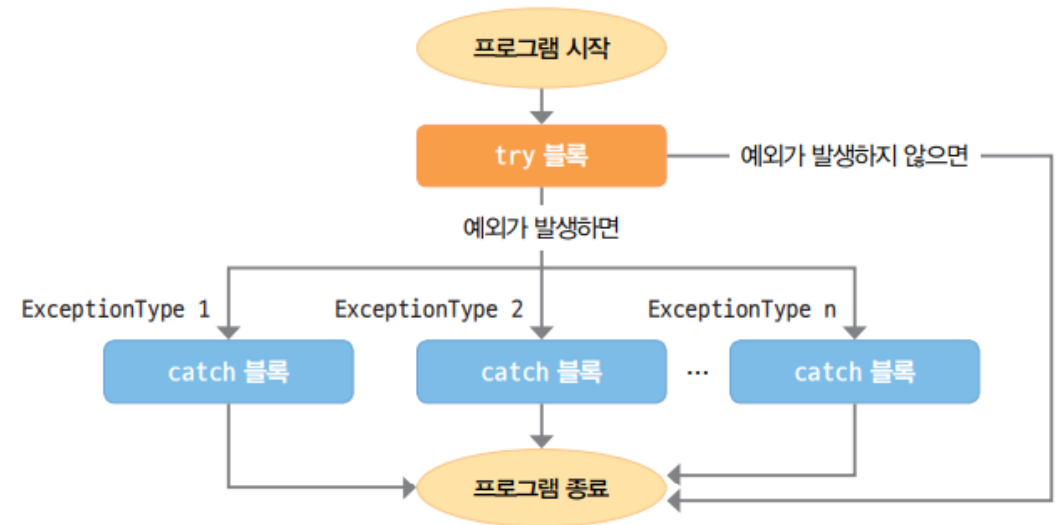 프로그램 시작
try 블록
예외가 발생하지 않으면
예외가 발생하면
ExceptionType 1
ExceptionType 2
ExceptionType n
catch 블록
catch 블록
...
catch 블록
프로그램 종료